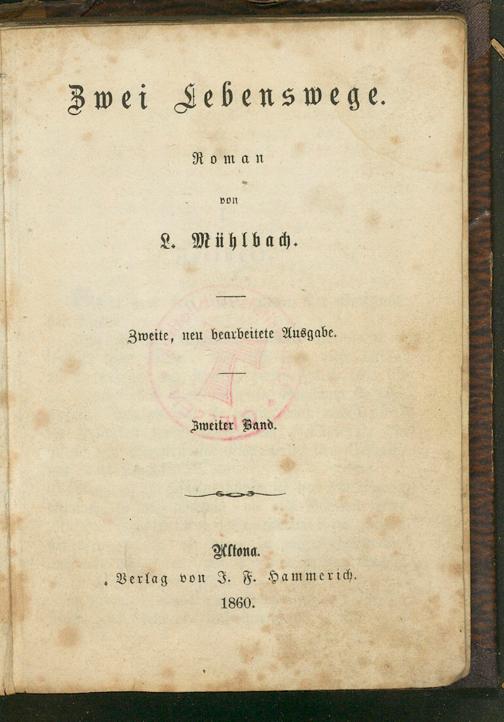 Zwei Lebenswege.
Roman
von
L. Mühlbach.
Zweite, neu bearbeitete Ausgabe.
Zweiter Band.
Altona.
Verlag von J. F. Hammerich.
1860.